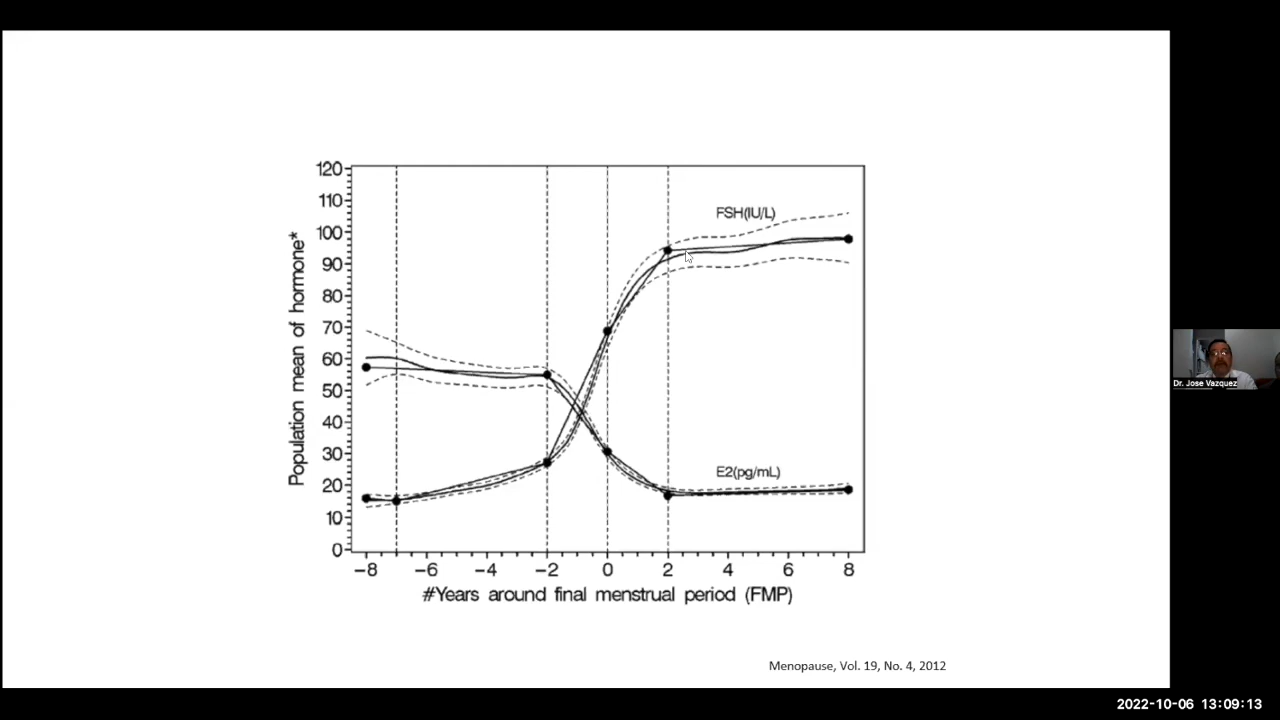 120
110
100
90
80
70
60
50
40
30
20
10
0
Population mean of hormone*
FSH(IU/L)
E2(pg/mL)
−8 −6 −4 −2 0 2 4 6 8
#Years around final menstrual period (FMP)
Menopause, Vol. 19, No. 4, 2012
Dr. Jose Vazquez
2022-10-06 13:09:13